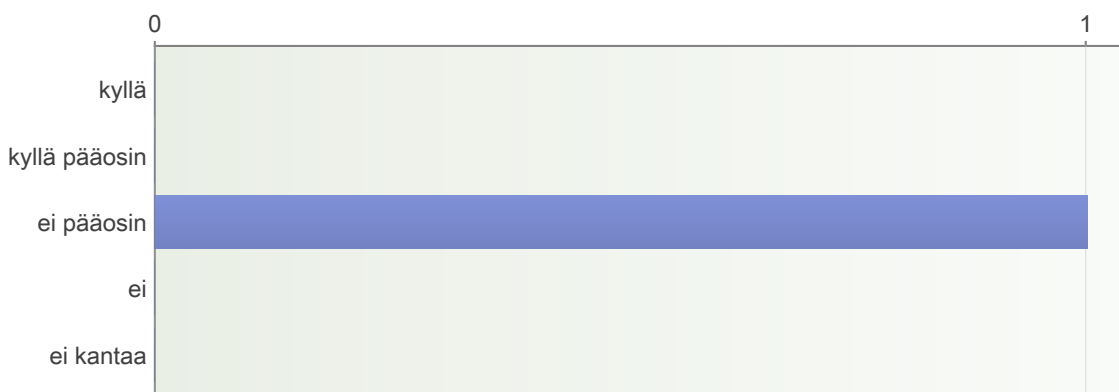 0 1
kyllä
kyllä pääosin
ei pääosin
ei
ei kantaa